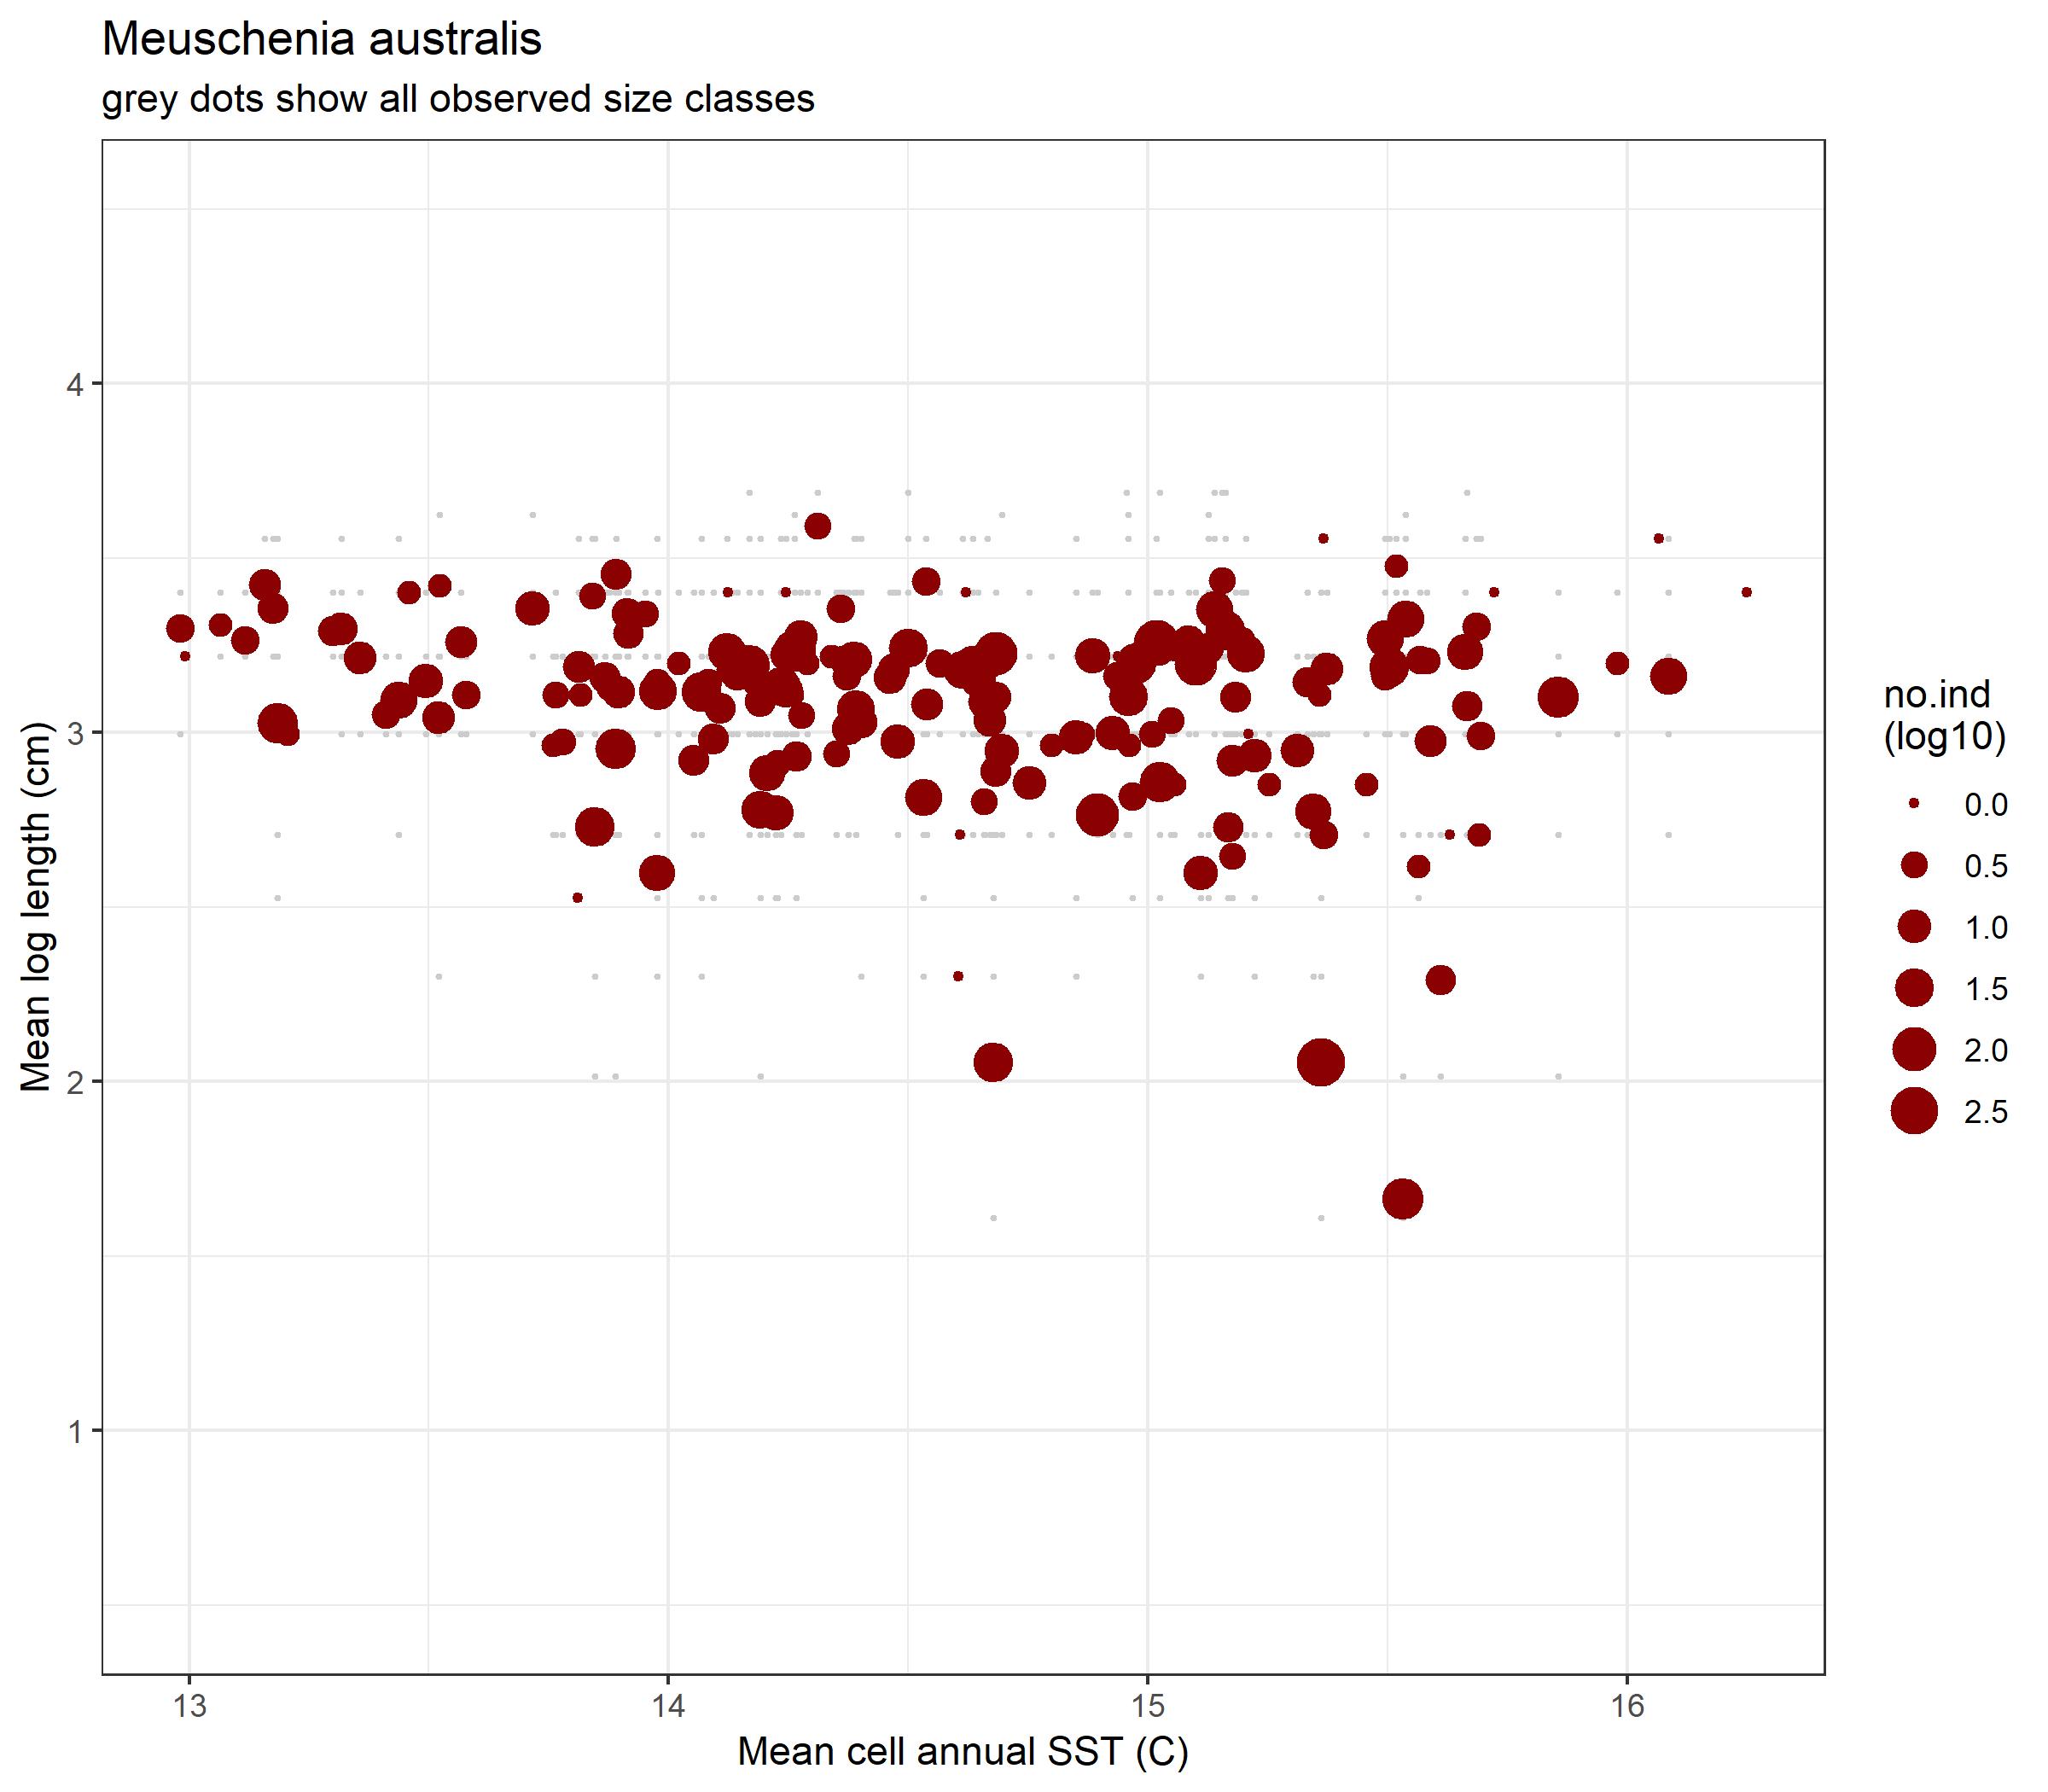 Meuschenia australis
grey dots show all observed size classes
4
3
2
1
Mean log length (cm)
13 14 15 16
Mean cell annual SST (C)
no.ind
(log10)
0.0
0.5
1.0
1.5
2.0
2.5